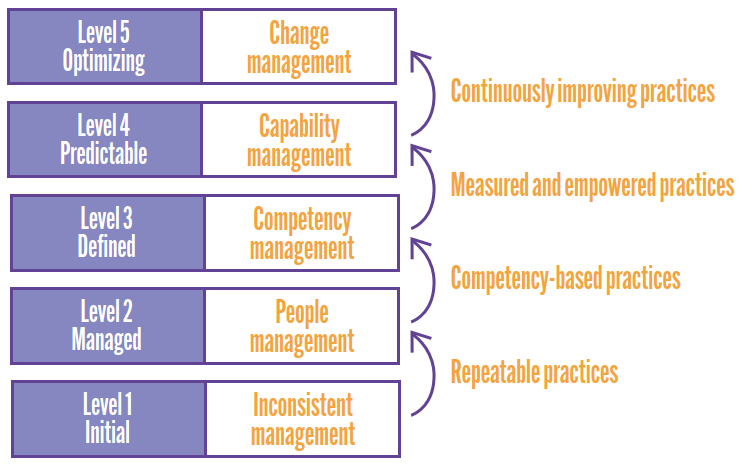 Level 5
Optimizing
Change
management
Continuously improving practices
Level 4
Predictable
Capability
management
Measured and empowered practices
Level 3
Defined
Competency
management
Competency-based practices
Level 2
Managed
People
management
Repeatable practices
Level 1
Initial
Inconsistent
management